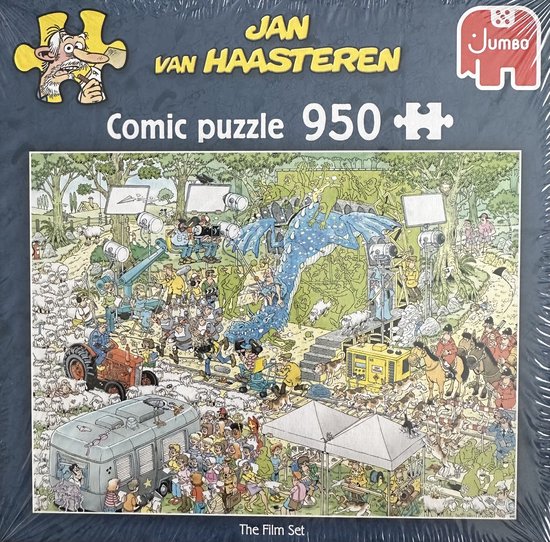 JAN
VAN HAASTEREN
JUMBO
Comic puzzle 950
The Film Set